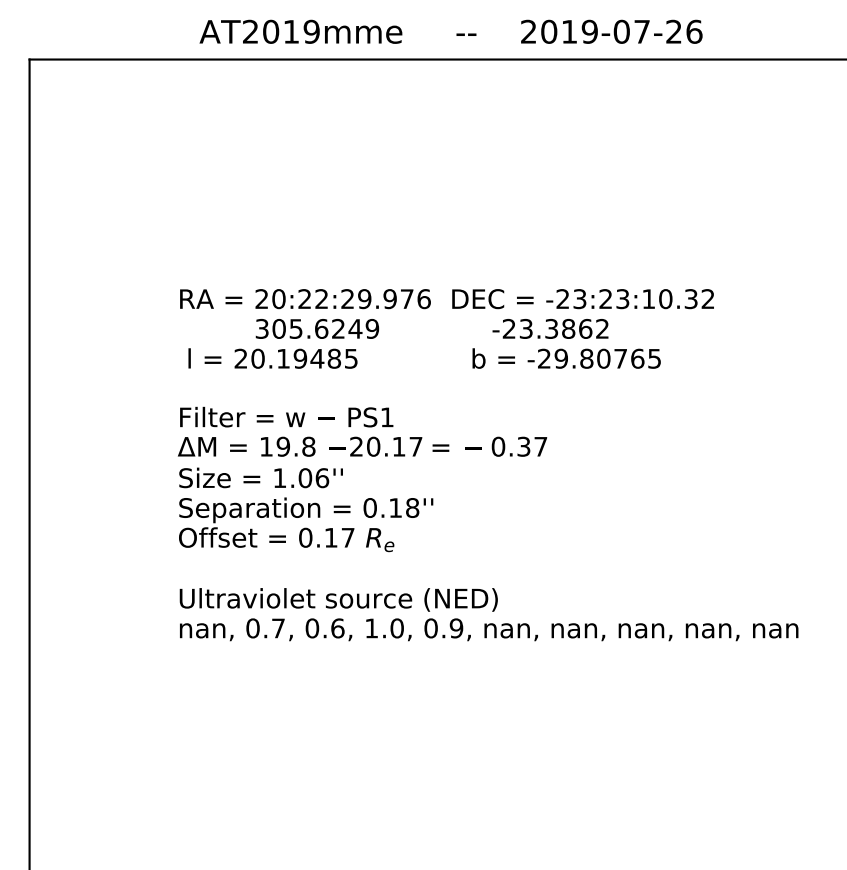 AT2019mme -- 2019-07-26
RA = 20:22:29.976 DEC = -23:23:10.32
305.6249 -23.3862
l = 20.19485 b = -29.80765
Filter = w − PS1
ΔM = 19.8 −20.17 = − 0.37
Size = 1.06''
Separation = 0.18''
Offset = 0.17 Re
Ultraviolet source (NED)
nan, 0.7, 0.6, 1.0, 0.9, nan, nan, nan, nan, nan